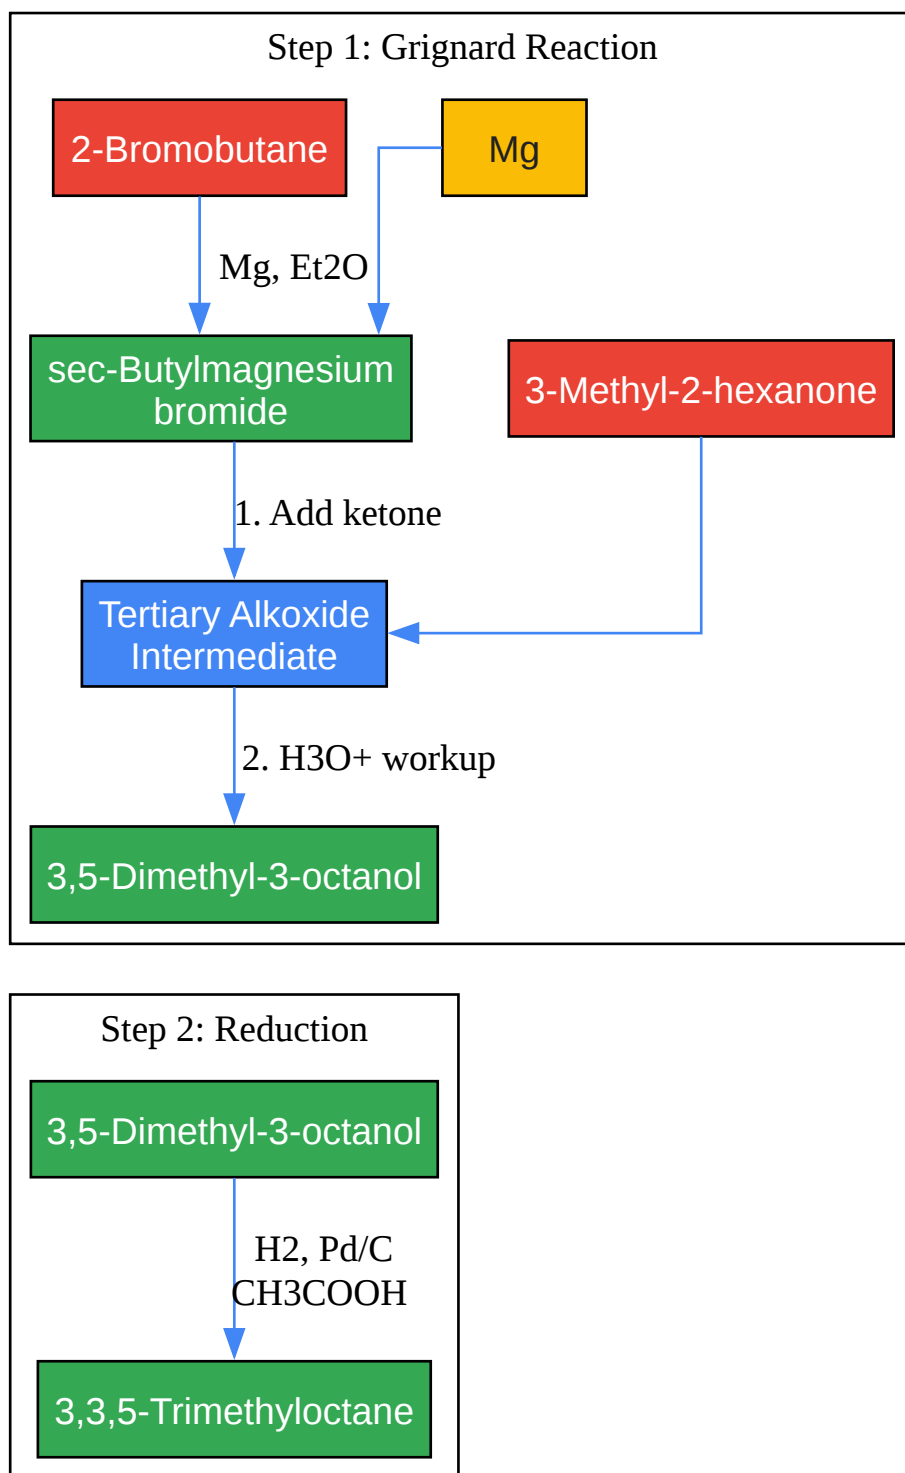 Step 1: Grignard Reaction
2-Bromobutane
Mg
Mg, Et2O
sec-Butylmagnesium
bromide
3-Methyl-2-hexanone
1. Add ketone
Tertiary Alkoxide
Intermediate
2. H3O+ workup
3,5-Dimethyl-3-octanol
Step 2: Reduction
3,5-Dimethyl-3-octanol
H2, Pd/C
CH3COOH
3,3,5-Trimethyloctane